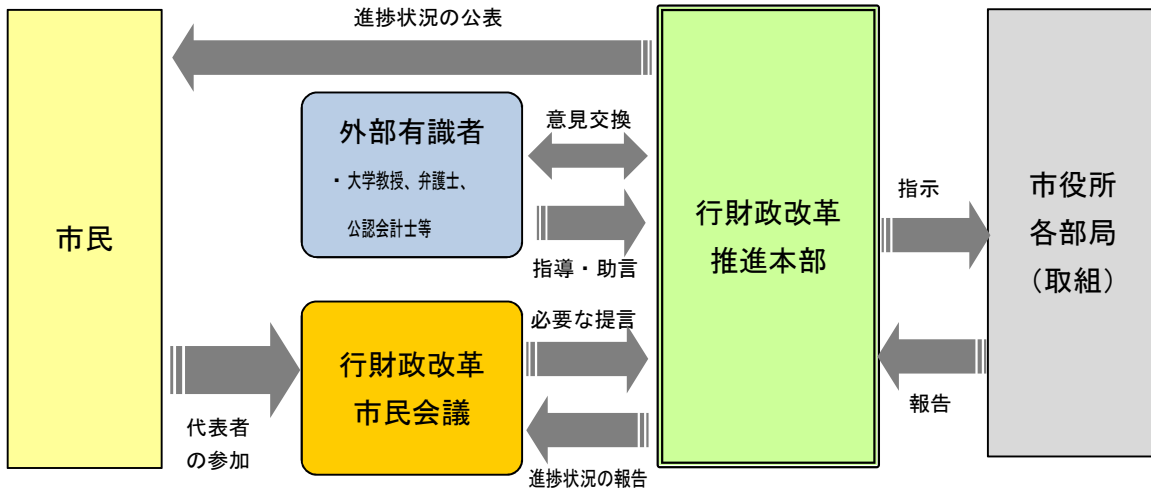 進捗状況の公表
市民
外部有識者
・大学教授、弁護士、
公認会計士等
意見交換
指導・助言
行財政改革
推進本部
指示
市役所
各部局
（取組）
報告
代表者
の参加
行財政改革
市民会議
必要な提言
進捗状況の報告